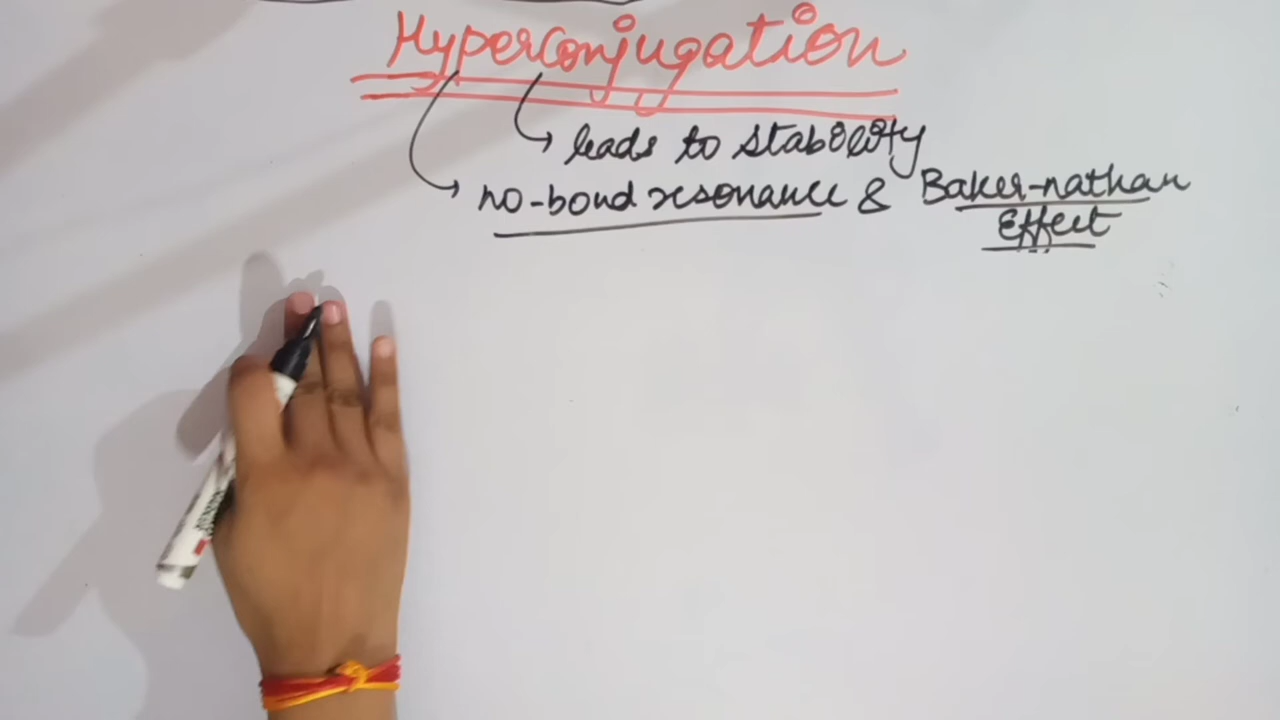 Hyperconjugation
leads to stability
no-bond resonance & Baker-nathan
Effect